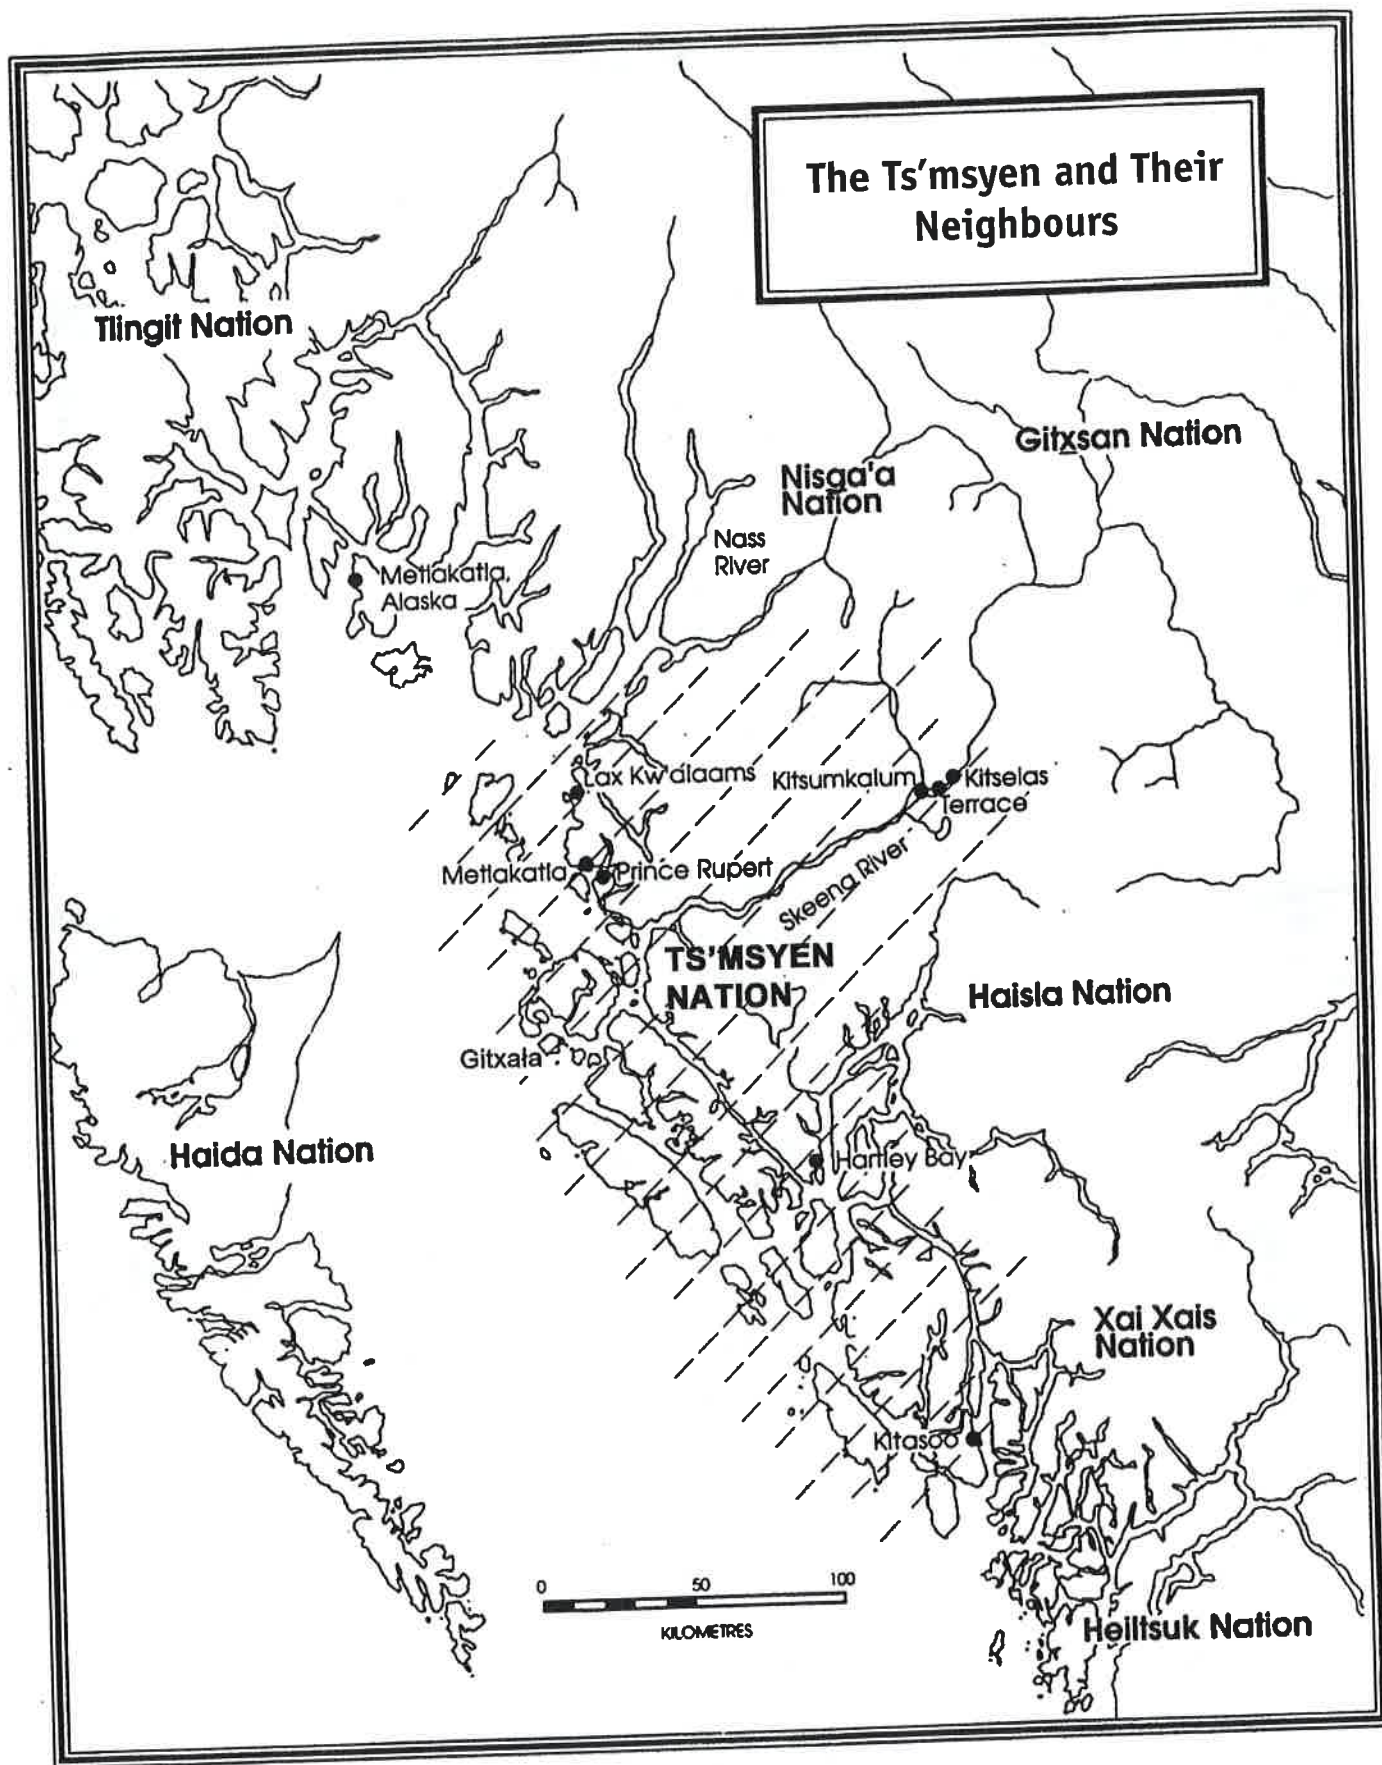 The Ts'msyen and Their
Neighbours
Tlingit Nation
Gitx̲san Nation
Nisga'a
Nation
Nass
River
Metlakatla,
Alaska
Lax Kw'alaams
Kitsumkalum
Kitselas
Terrace
Metlakatla
Prince Rupert
Skeena River
TS'MSYEN
NATION
Haisla Nation
Gitxała
Haida Nation
Hartley Bay
Xai Xais
Nation
Kitasoo
0 50 100
KILOMETRES
Heiltsuk Nation